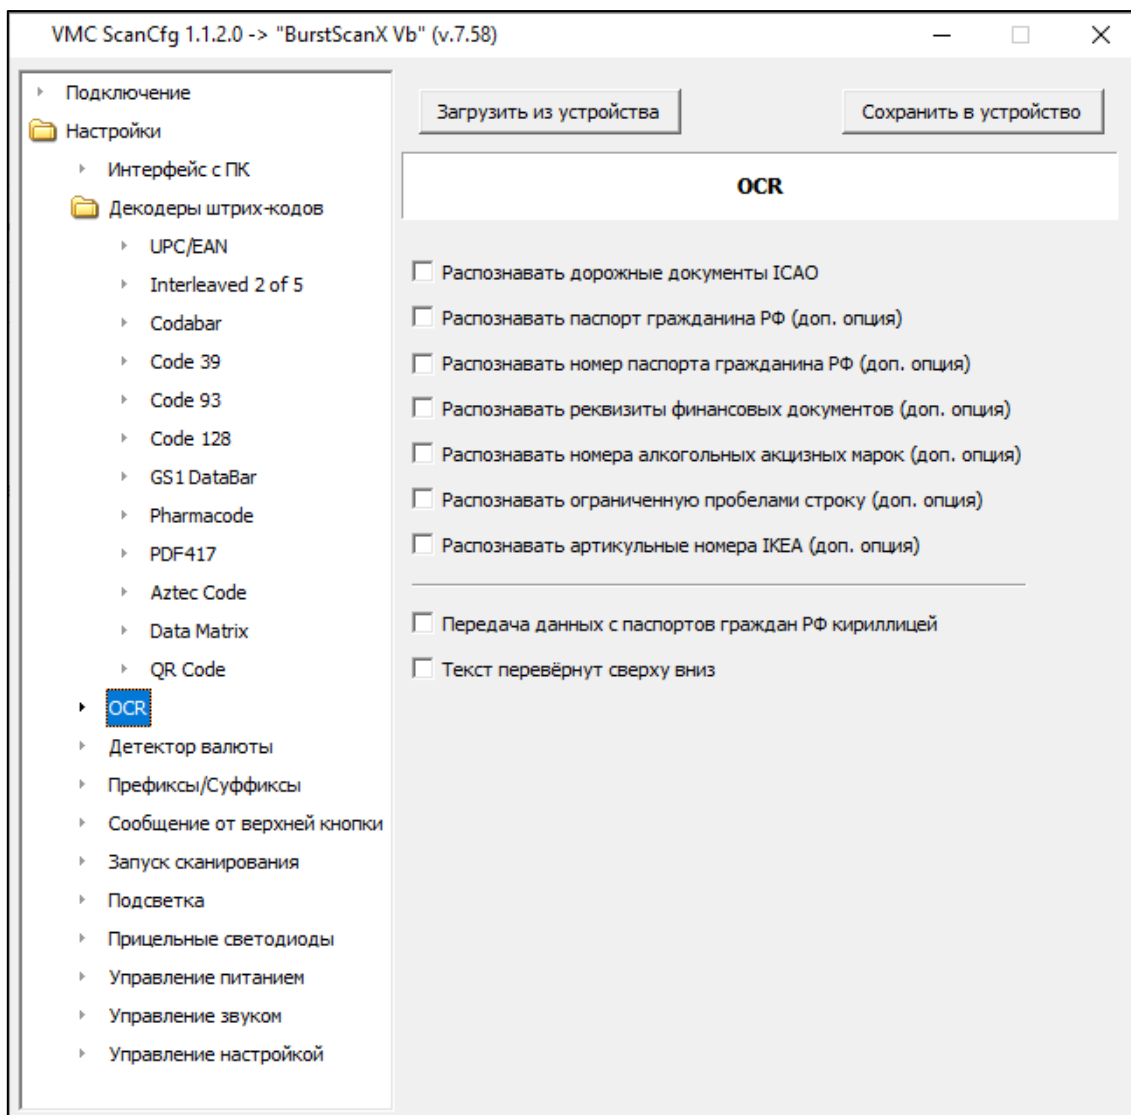 VMC ScanCfg 1.1.2.0 -> "BurstScanX Vb" (v.7.58)
Подключение
Настройки
Интерфейс с ПК
Декодеры штрих-кодов
UPC/EAN
Interleaved 2 of 5
Codabar
Code 39
Code 93
Code 128
GS1 DataBar
Pharmacode
PDF417
Aztec Code
Data Matrix
QR Code
OCR
Детектор валюты
Префиксы/Суффиксы
Сообщение от верхней кнопки
Запуск сканирования
Подсветка
Прицельные светодиоды
Управление питанием
Управление звуком
Управление настройкой
Загрузить из устройства
Сохранить в устройство
OCR
Распознавать дорожные документы ICAO
Распознавать паспорт гражданина РФ (доп. опция)
Распознавать номер паспорта гражданина РФ (доп. опция)
Распознавать реквизиты финансовых документов (доп. опция)
Распознавать номера алкогольных акцизных марок (доп. опция)
Распознавать ограниченную пробелами строку (доп. опция)
Распознавать артикульные номера IKEA (доп. опция)
Передача данных с паспортов граждан РФ кириллицей
Текст перевёрнут сверху вниз